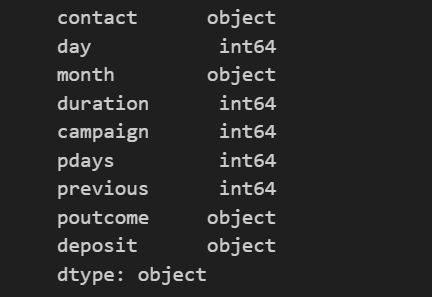 contact object
day int64
month object
duration int64
campaign int64
pdays int64
previous int64
poutcome object
deposit object
dtype: object